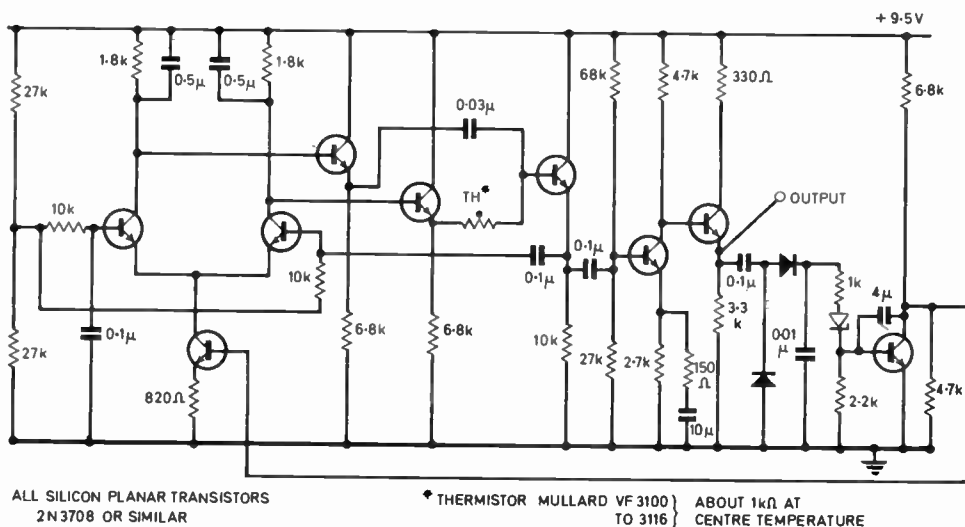 + 9·5V
1·8k
0·5μ
0·5μ
1·8k
68k
4·7k
330Ω
27k
6·8k
0·03μ
TH*
OUTPUT
10k
10k
0·1μ
0·1μ
0·1μ
1k
4μ
3·3
k
27k
0·1μ
6·8k
6·8k
10k
27k
2·7k
150
Ω
0·01
μ
820Ω
10μ
2·2k
4·7k
ALL SILICON PLANAR TRANSISTORS
2N3708 OR SIMILAR
* THERMISTOR MULLARD VF 3100 } ABOUT 1kΩ AT
TO 3116 } CENTRE TEMPERATURE